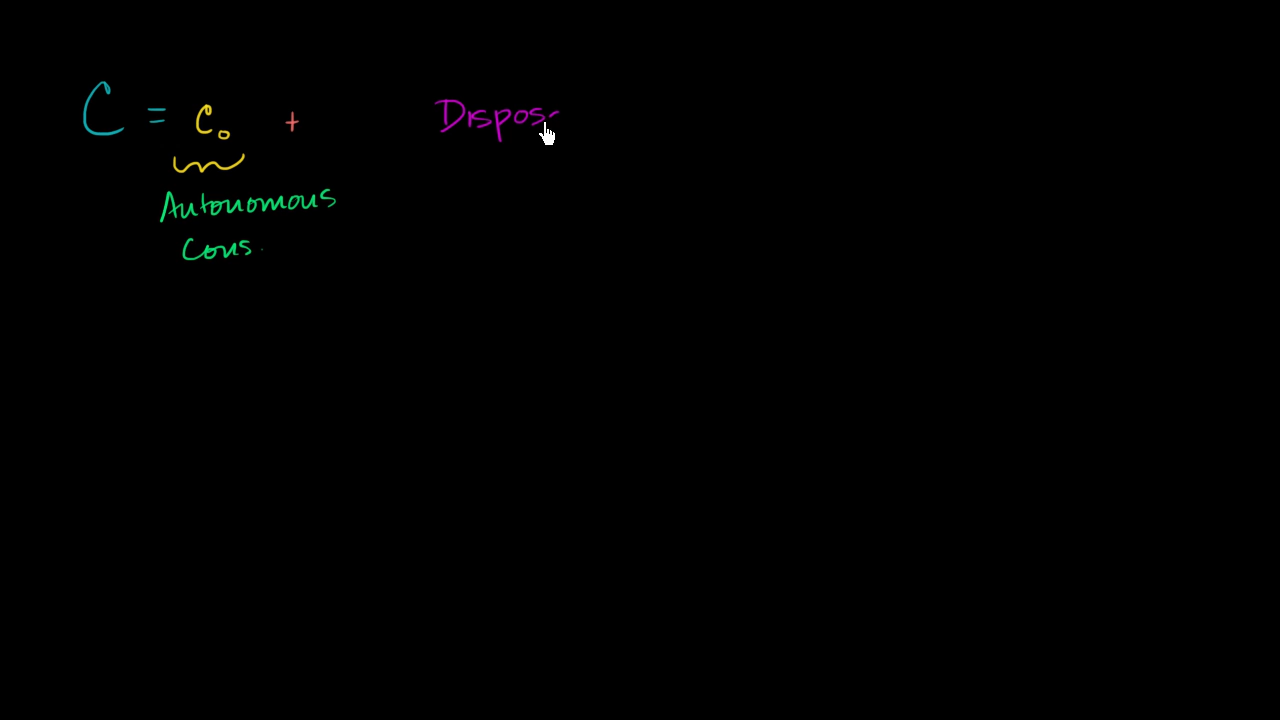 C = C₀ + Dispos
Autonomous
Cons.